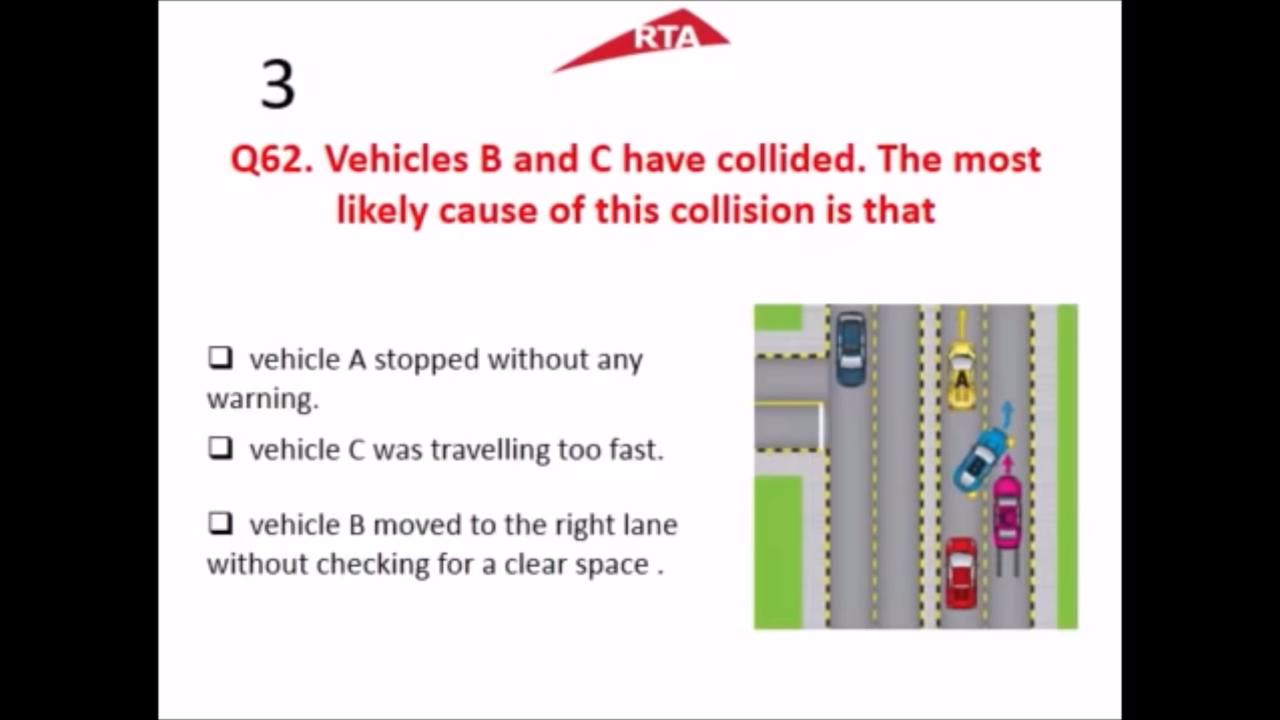 RTA
3
Q62. Vehicles B and C have collided. The most
likely cause of this collision is that
vehicle A stopped without any
warning.
vehicle C was travelling too fast.
vehicle B moved to the right lane
without checking for a clear space .
A
B
C